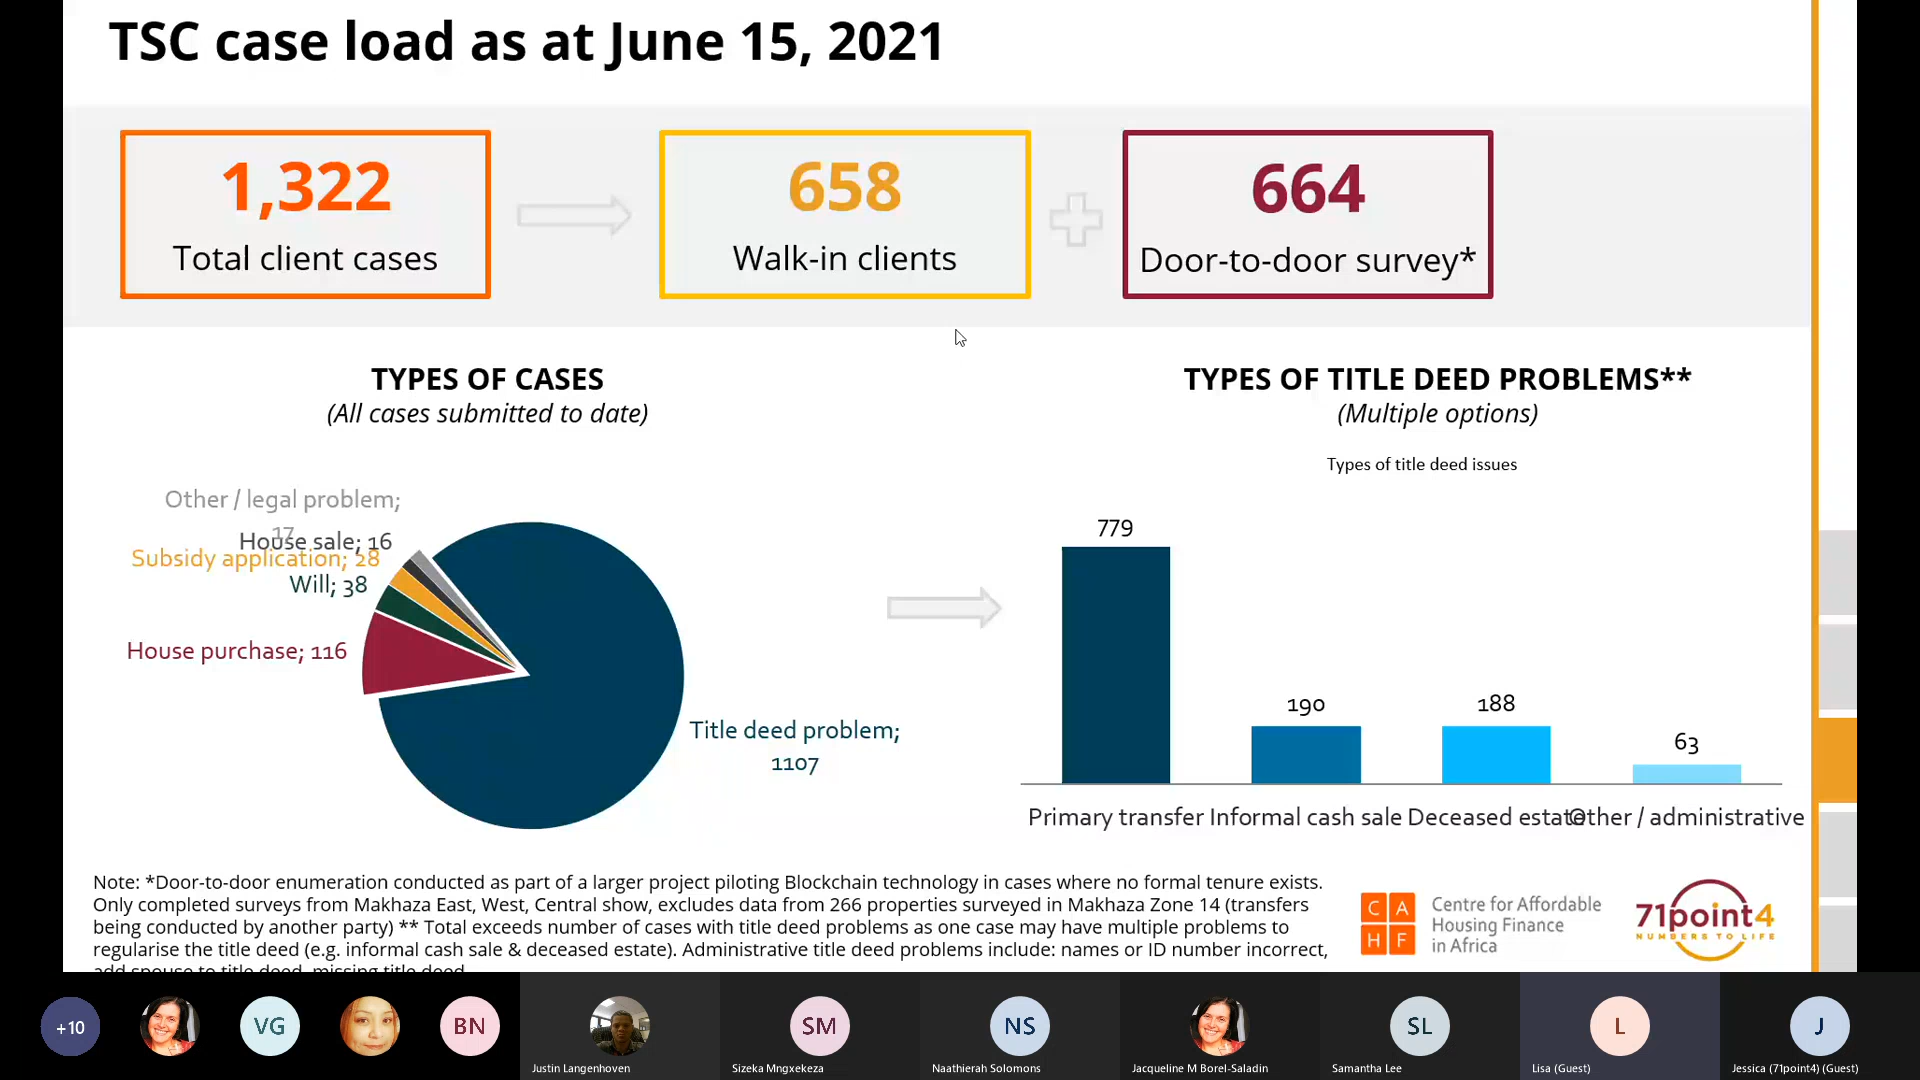 TSC case load as at June 15, 2021
1,322
Total client cases
658
Walk-in clients
664
Door-to-door survey*
TYPES OF CASES
(All cases submitted to date)
Other / legal problem;
17
House sale; 16
Subsidy application; 28
Will; 38
House purchase; 116
Title deed problem;
1107
TYPES OF TITLE DEED PROBLEMS**
(Multiple options)
Types of title deed issues
779
190
188
63
Primary transfer
Informal cash sale
Deceased estate
Other / administrative
Note: *Door-to-door enumeration conducted as part of a larger project piloting Blockchain technology in cases where no formal tenure exists.
Only completed surveys from Makhaza East, West, Central show, excludes data from 266 properties surveyed in Makhaza Zone 14 (transfers
being conducted by another party) ** Total exceeds number of cases with title deed problems as one case may have multiple problems to
regularise the title deed (e.g. informal cash sale & deceased estate). Administrative title deed problems include: names or ID number incorrect,
add spouse to title deed, missing title deed
C A
H F
Centre for Affordable
Housing Finance
in Africa
71point4
NUMBERS TO LIFE
+10
VG
BN
SM
NS
SL
L
J
Justin Langenhoven
Sizeka Mngxekeza
Naathierah Solomons
Jacqueline M Borel-Saladin
Samantha Lee
Lisa (Guest)
Jessica (71point4) (Guest)